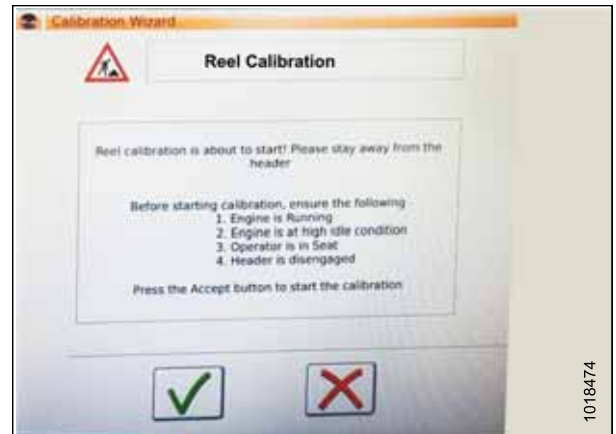 Calibration Wizard
Reel Calibration
Reel calibration is about to start! Please stay away from the
header
Before starting calibration, ensure the following
1. Engine is Running
2. Engine is at high idle condition
3. Operator is in Seat
4. Header is disengaged
Press the Accept button to start the calibration
1018474